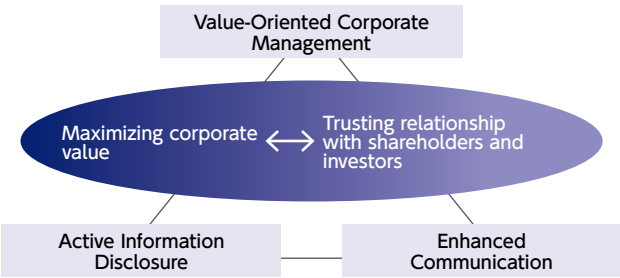 Value-Oriented Corporate
Management
Maximizing corporate
value
Trusting relationship
with shareholders and
investors
Active Information
Disclosure
Enhanced
Communication